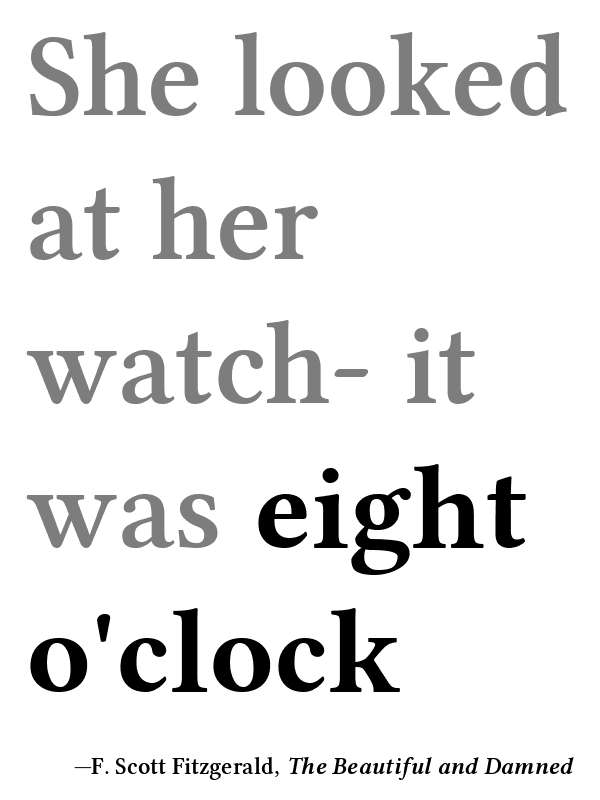 She looked
at her
watch- it
was eight
o'clock
—F. Scott Fitzgerald, The Beautiful and Damned